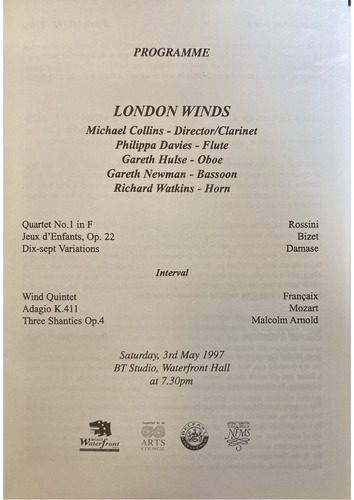 PROGRAMME
LONDON WINDS
Michael Collins - Director/Clarinet
Philippa Davies - Flute
Gareth Hulse - Oboe
Gareth Newman - Bassoon
Richard Watkins - Horn
Quartet No.1 in F Rossini
Jeux d'Enfants, Op. 22 Bizet
Dix-sept Variations Damase
Interval
Wind Quintet Françaix
Adagio K.411 Mozart
Three Shanties Op.4 Malcolm Arnold
Saturday, 3rd May 1997
BT Studio, Waterfront Hall
at 7.30pm
Waterfront
ARTS
COUNCIL
BELFAST
NFMS